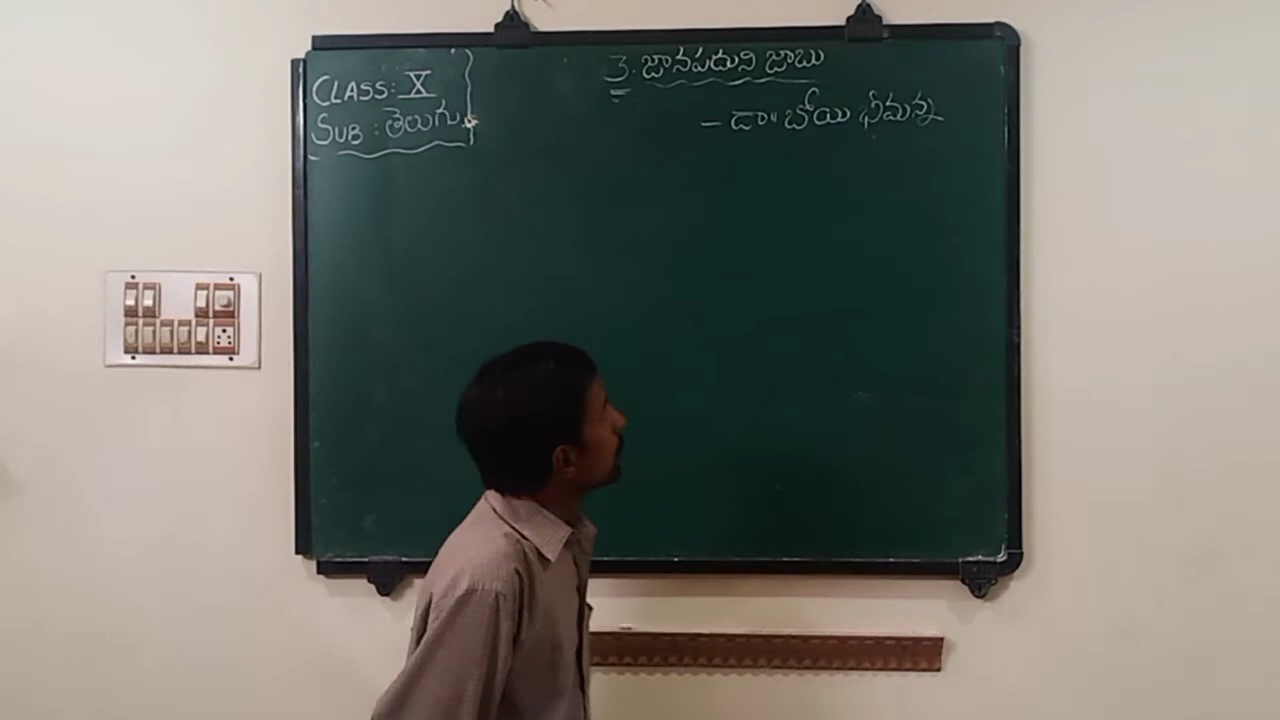 CLASS: X
SUB : తెలుగు
3. జానపదుని జాబు
- డా॥ బోయి భీమన్న